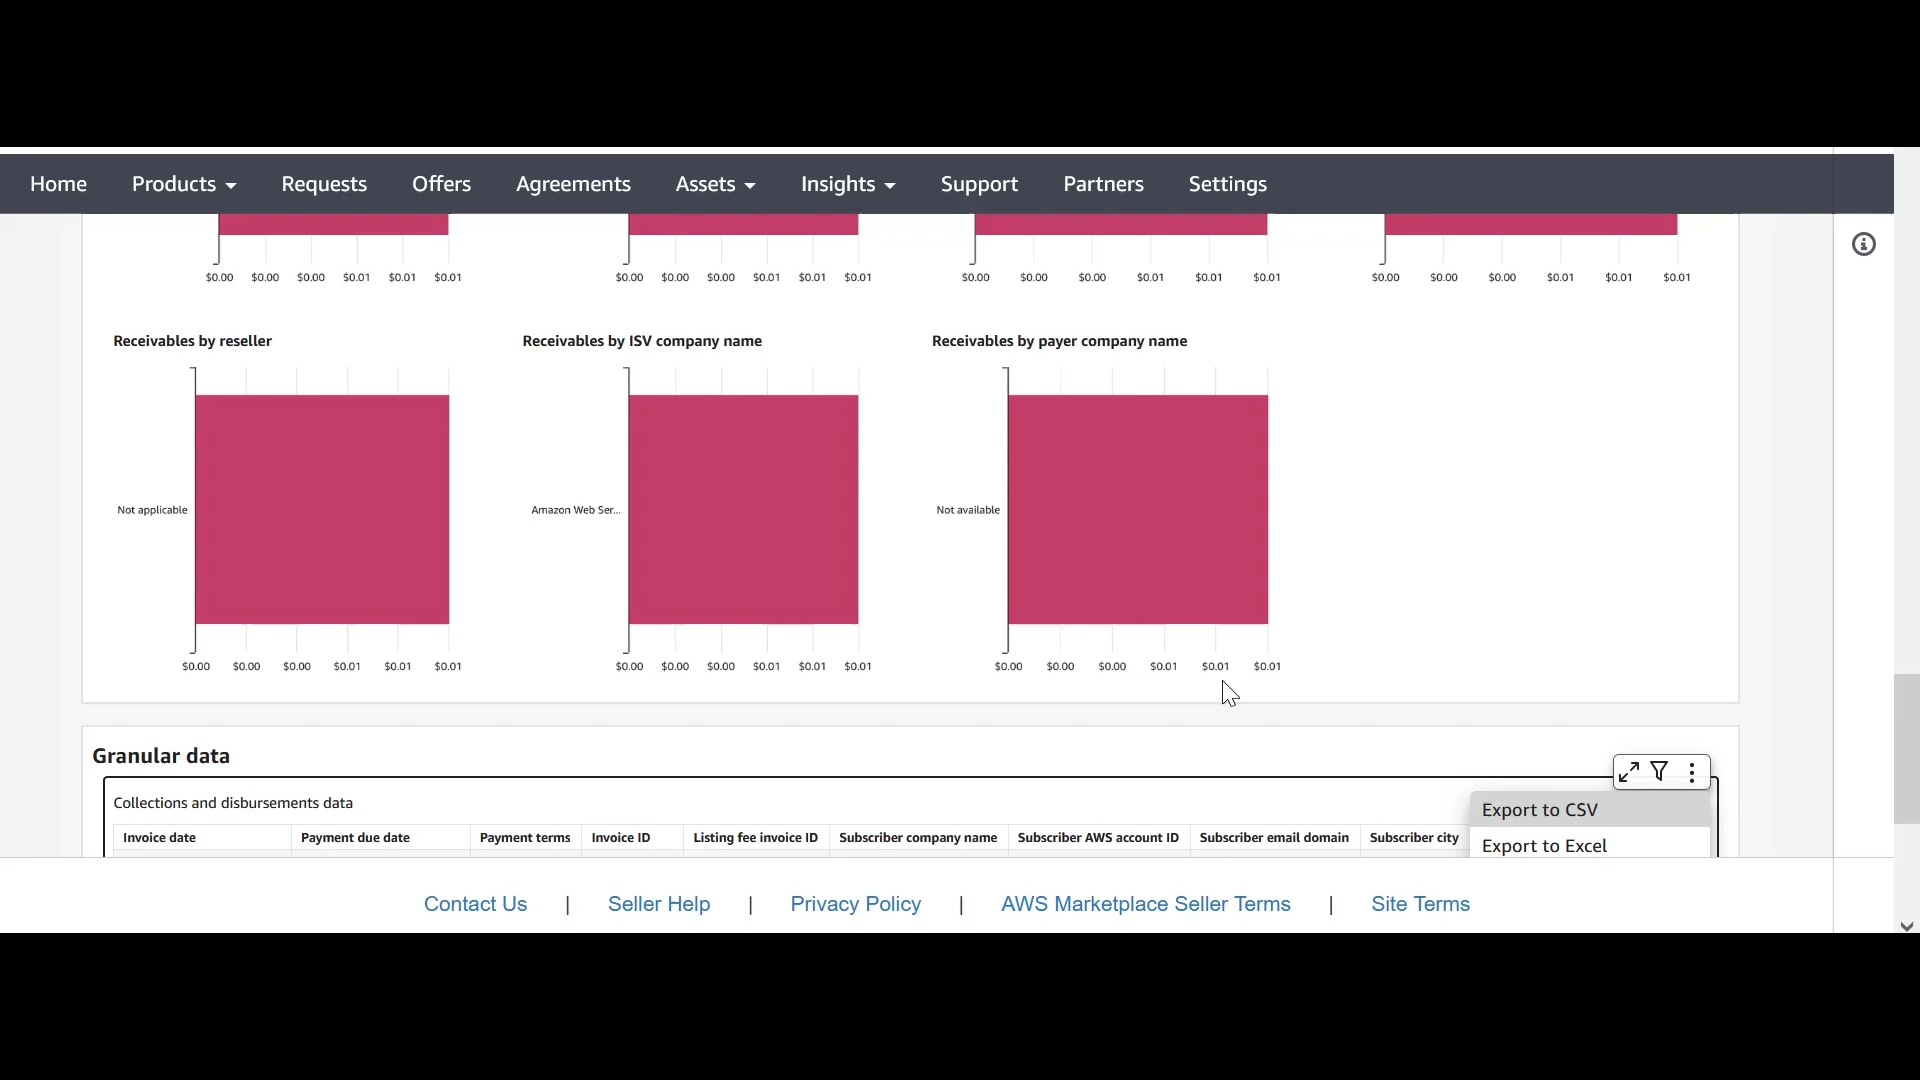 Home Products Requests Offers Agreements Assets Insights Support Partners Settings
$0.00 $0.00 $0.00 $0.01 $0.01 $0.01 $0.00 $0.00 $0.00 $0.01 $0.01 $0.01 $0.00 $0.00 $0.00 $0.01 $0.01 $0.01 $0.00 $0.00 $0.00 $0.01 $0.01 $0.01
Receivables by reseller Receivables by ISV company name Receivables by payer company name
Not applicable Amazon Web Ser... Not available
$0.00 $0.00 $0.00 $0.01 $0.01 $0.01 $0.00 $0.00 $0.00 $0.01 $0.01 $0.01 $0.00 $0.00 $0.00 $0.01 $0.01 $0.01
Granular data
Collections and disbursements data
Export to CSV
Invoice date Payment due date Payment terms Invoice ID Listing fee invoice ID Subscriber company name Subscriber AWS account ID Subscriber email domain Subscriber city
Export to Excel
Contact Us | Seller Help | Privacy Policy | AWS Marketplace Seller Terms | Site Terms